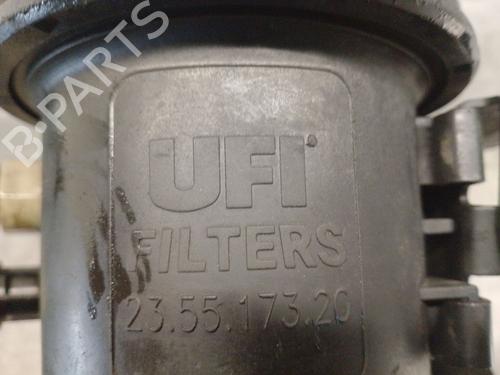 UFI
FILTERS
23.55.173.20
B-PARTS